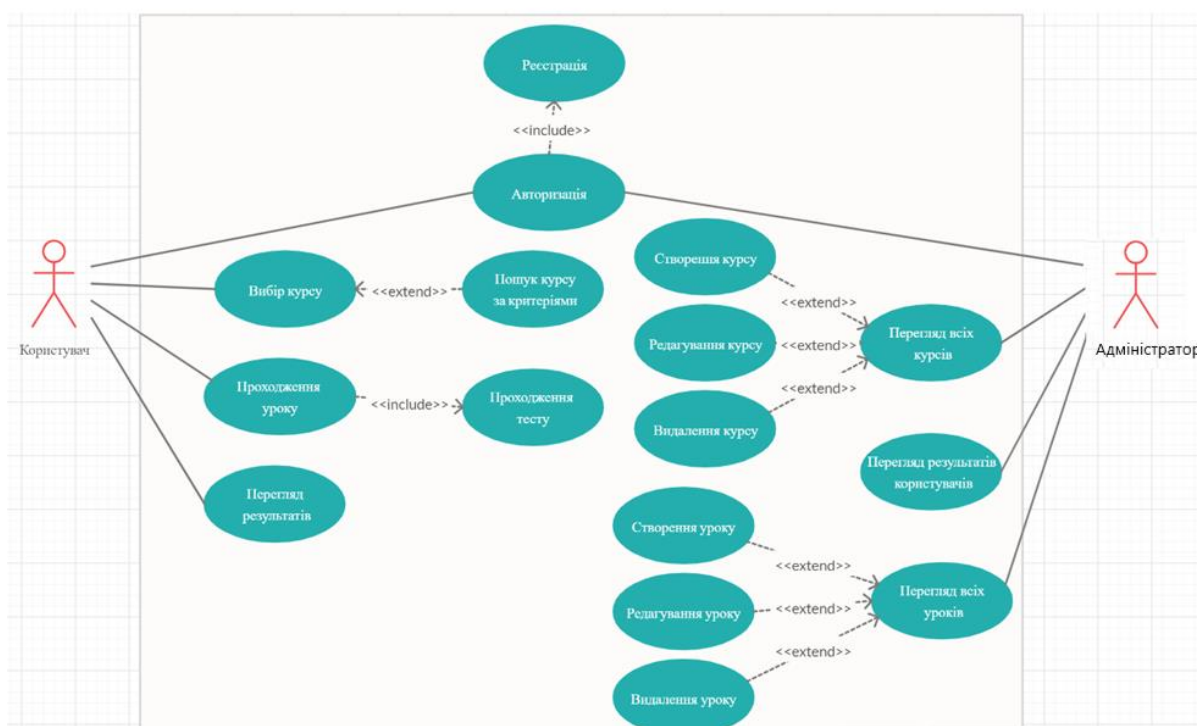 Реєстрація
<<include>>
Авторизація
Створення курсу
Вибір курсу
<<extend>>
Пошук курсу
за критеріями
<<extend>>
Користувач
Редагування курсу
<<extend>>
Перегляд всіх
курсів
Адміністратор
Проходження
уроку
<<include>>
Проходження
тесту
<<extend>>
Видалення курсу
Перегляд результатів
користувачів
Перегляд
результатів
Створення уроку
<<extend>>
Редагування уроку
<<extend>>
Перегляд всіх
уроків
<<extend>>
Видалення уроку